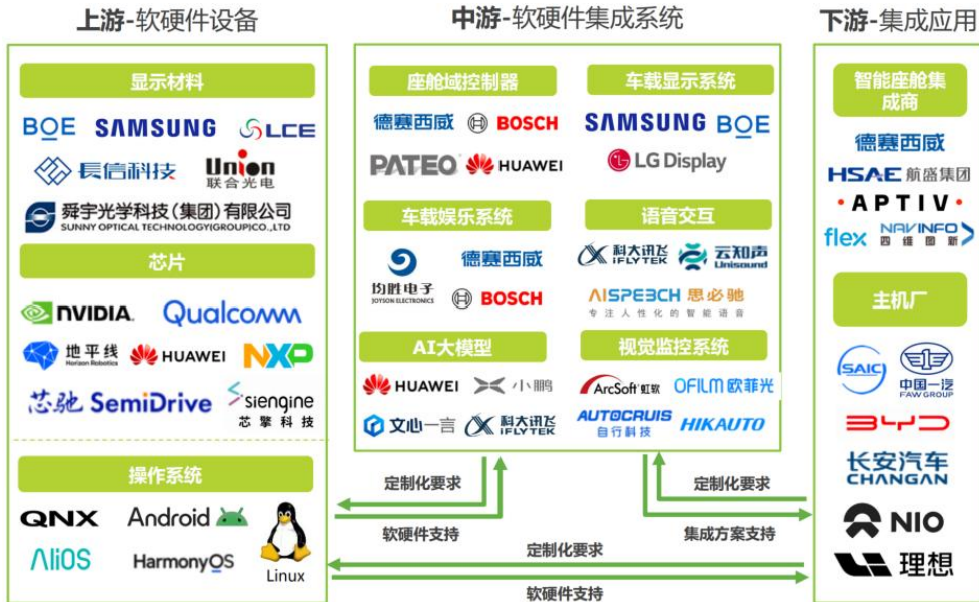 上游-软硬件设备
显示材料
BOE SAMSUNG LCE
長信科技 Union
联合光电
舜宇光学科技(集团)有限公司
SUNNY OPTICAL TECHNOLOGY(GROUP)CO.,LTD
芯片
NVIDIA. Qualcomm
地平线 HUAWEI NXP
Horizon Robotics
芯驰 SemiDrive siengine
芯擎科技
操作系统
QNX Android
AliOS HarmonyOS Linux
中游-软硬件集成系统
座舱域控制器
德赛西威 BOSCH
PATEO HUAWEI
车载显示系统
SAMSUNG BOE
LG Display
车载娱乐系统
均胜电子
JOYSON ELECTRONICS
德赛西威
BOSCH
语音交互
科大讯飞 云知声
iFLYTEK Unisound
AISPEECH 思必驰
专注人性化的智能语音
AI大模型
HUAWEI 小鹏
文心一言 科大讯飞
iFLYTEK
视觉监控系统
ArcSoft 虹软 OFILM 欧菲光
AUTOCRUIS
自行科技
HIKAUTO
定制化要求
软硬件支持
定制化要求
集成方案支持
定制化要求
软硬件支持
下游-集成应用
智能座舱集
成商
德赛西威
HSAE 航盛集团
·APTIV·
flex NAVINFO
四维图新
主机厂
SAIC 中国一汽
FAW GROUP
BYD
长安汽车
CHANGAN
NIO
理想